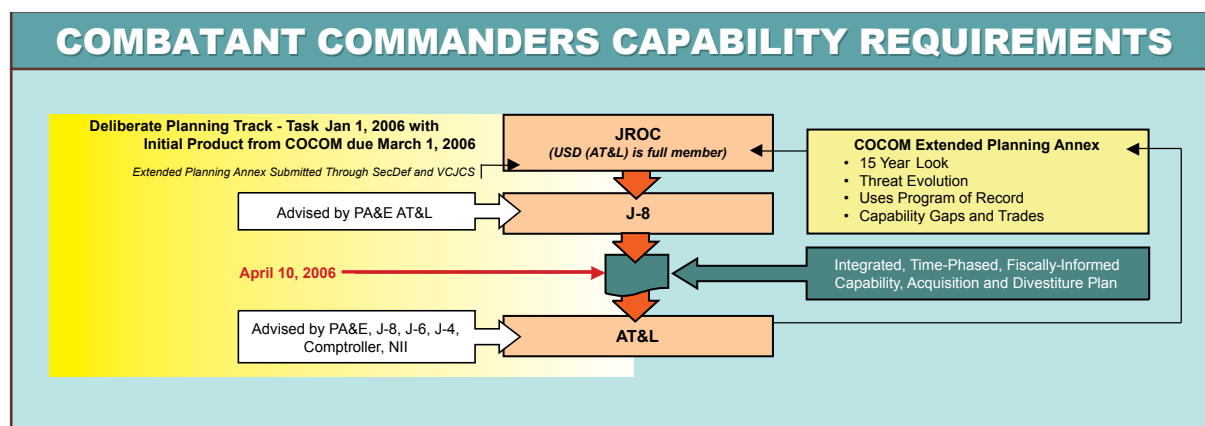 COMBATANT COMMANDERS CAPABILITY REQUIREMENTS
Deliberate Planning Track - Task Jan 1, 2006 with
Initial Product from COCOM due March 1, 2006
Extended Planning Annex Submitted Through SecDef and VCJCS
JROC
(USD (AT&L) is full member)
COCOM Extended Planning Annex
• 15 Year Look
• Threat Evolution
• Uses Program of Record
• Capability Gaps and Trades
Advised by PA&E AT&L
J-8
April 10, 2006
Integrated, Time-Phased, Fiscally-Informed
Capability, Acquisition and Divestiture Plan
Advised by PA&E, J-8, J-6, J-4,
Comptroller, NII
AT&L